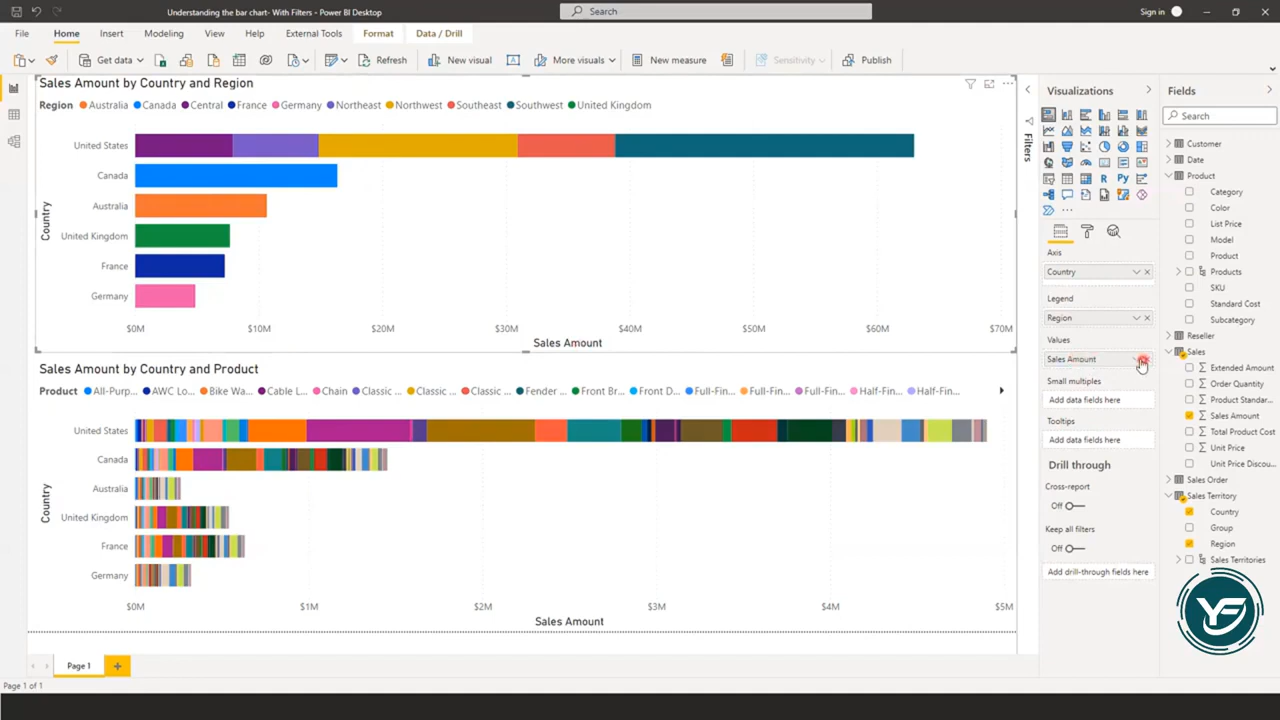 Understanding the bar chart- With Filters - Power BI Desktop
Search
Sign in
File Home Insert Modeling View Help External Tools Format Data / Drill
Get data
Refresh
New visual
More visuals
New measure
Sensitivity
Publish
Sales Amount by Country and Region
Region Australia Canada Central France Germany Northeast Northwest Southeast Southwest United Kingdom
United States
Canada
Australia
United Kingdom
France
Germany
Country
$0M $10M $20M $30M $40M $50M $60M $70M
Sales Amount
Sales Amount by Country and Product
Product All-Purp... AWC Lo... Bike Wa... Cable L... Chain Classic ... Classic ... Classic ... Fender ... Front Br... Front D... Full-Fin... Full-Fin... Full-Fin... Half-Fin... Half-Fin...
United States
Canada
Australia
United Kingdom
France
Germany
Country
$0M $1M $2M $3M $4M $5M
Sales Amount
Page 1
Page 1 of 1
Filters
Visualizations
R Py
Axis
Country
Legend
Region
Values
Sales Amount
Small multiples
Add data fields here
Tooltips
Add data fields here
Drill through
Cross-report
Off
Keep all filters
Off
Add drill-through fields here
Fields
Search
Customer
Date
Product
Category
Color
List Price
Model
Product
Products
SKU
Standard Cost
Subcategory
Reseller
Sales
Extended Amount
Order Quantity
Product Standar...
Sales Amount
Total Product Cost
Unit Price
Unit Price Discou...
Sales Order
Sales Territory
Country
Group
Region
Sales Territories